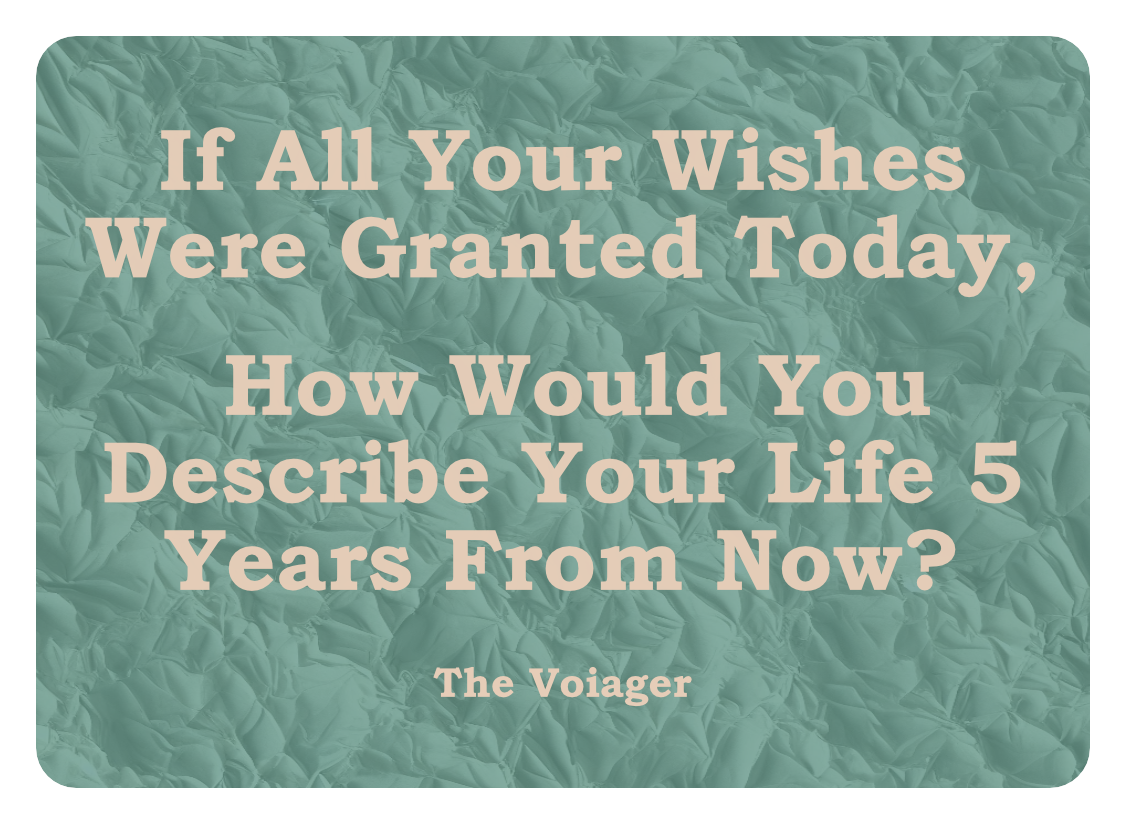 If All Your Wishes
Were Granted Today,
How Would You
Describe Your Life 5
Years From Now?
The Voiager